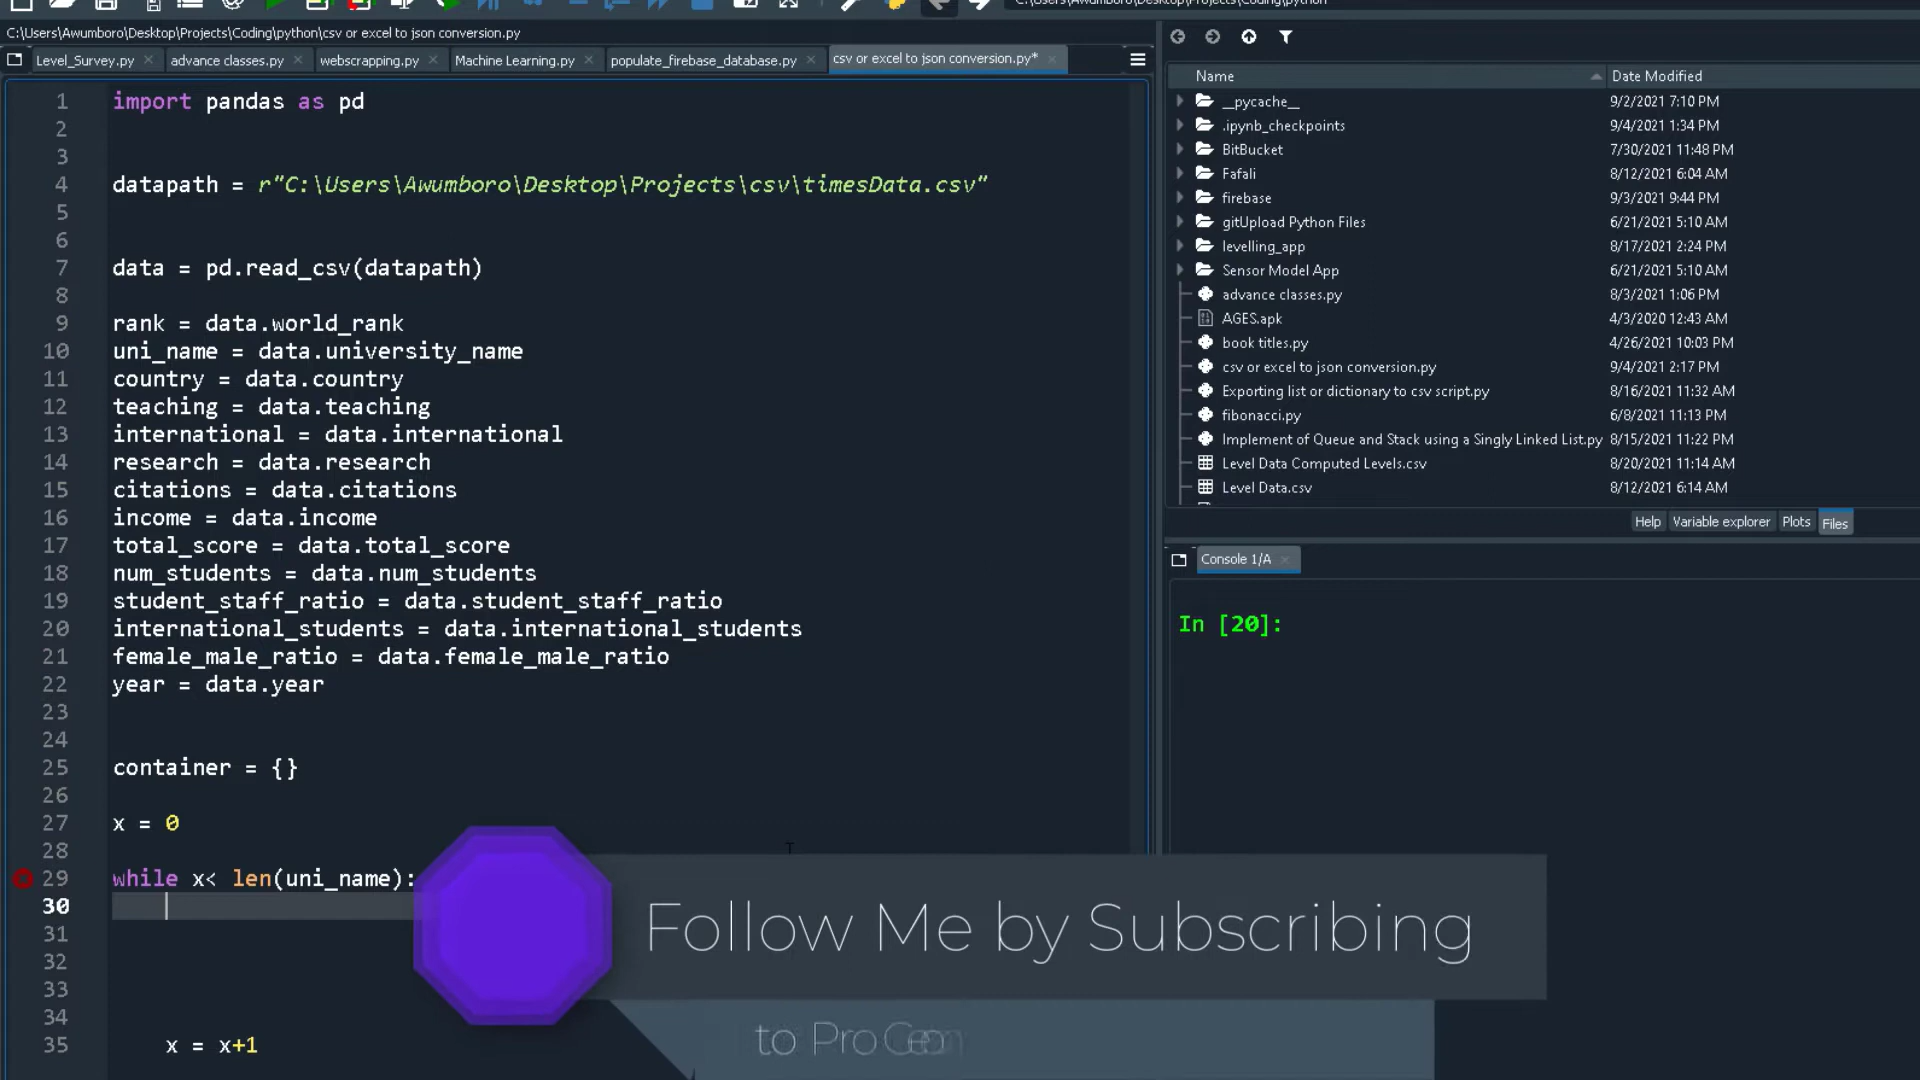 C:\Users\Awumboro\Desktop\Projects\Coding\python
C:\Users\Awumboro\Desktop\Projects\Coding\python\csv or excel to json conversion.py
Level_Survey.py
advance classes.py
webscrapping.py
Machine Learning.py
populate_firebase_database.py
csv or excel to json conversion.py*
1 import pandas as pd
2
3
4 datapath = r"C:\Users\Awumboro\Desktop\Projects\csv\timesData.csv"
5
6
7 data = pd.read_csv(datapath)
8
9 rank = data.world_rank
10 uni_name = data.university_name
11 country = data.country
12 teaching = data.teaching
13 international = data.international
14 research = data.research
15 citations = data.citations
16 income = data.income
17 total_score = data.total_score
18 num_students = data.num_students
19 student_staff_ratio = data.student_staff_ratio
20 international_students = data.international_students
21 female_male_ratio = data.female_male_ratio
22 year = data.year
23
24
25 container = {}
26
27 x = 0
28
29 while x< len(uni_name):
30
31
32
33
34
35 x = x+1
Name Date Modified
__pycache__ 9/2/2021 7:10 PM
.ipynb_checkpoints 9/4/2021 1:34 PM
BitBucket 7/30/2021 11:48 PM
Fafali 8/12/2021 6:04 AM
firebase 9/3/2021 9:44 PM
gitUpload Python Files 6/21/2021 5:10 AM
levelling_app 8/17/2021 2:24 PM
Sensor Model App 6/21/2021 5:10 AM
advance classes.py 8/3/2021 1:06 PM
AGES.apk 4/3/2020 12:43 AM
book titles.py 4/26/2021 10:03 PM
csv or excel to json conversion.py 9/4/2021 2:17 PM
Exporting list or dictionary to csv script.py 8/16/2021 11:32 AM
fibonacci.py 6/8/2021 11:13 PM
Implement of Queue and Stack using a Singly Linked List.py 8/15/2021 11:22 PM
Level Data Computed Levels.csv 8/20/2021 11:14 AM
Level Data.csv 8/12/2021 6:14 AM
Help Variable explorer Plots Files
Console 1/A
In [20]:
Follow Me by Subscribing
to Pro